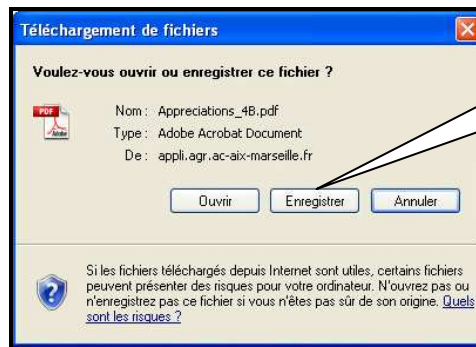 Téléchargement de fichiers
Voulez-vous ouvrir ou enregistrer ce fichier ?
PDF
Adobe
Nom : Appreciations_4B.pdf
Type : Adobe Acrobat Document
De : appli.agr.ac-aix-marseille.fr
Ouvrir Enregistrer Annuler
Si les fichiers téléchargés depuis Internet sont utiles, certains fichiers
peuvent présenter des risques pour votre ordinateur. N'ouvrez pas ou
n'enregistrez pas ce fichier si vous n'êtes pas sûr de son origine. Quels
sont les risques ?